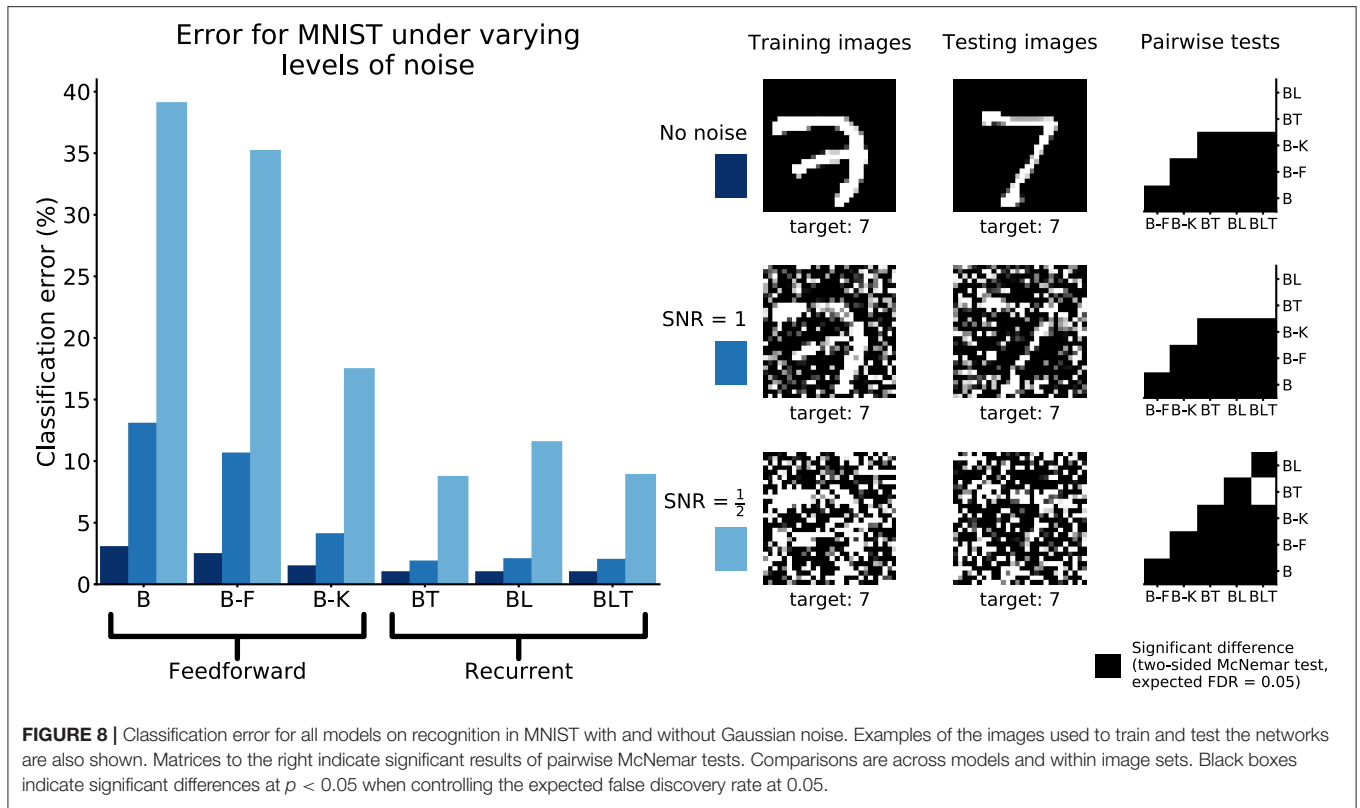 Error for MNIST under varying
levels of noise
Classification error (%)
40
35
30
25
20
15
10
5
0
B
B-F
B-K
BT
BL
BLT
Feedforward
Recurrent
Training images
Testing images
Pairwise tests
No noise
target: 7
target: 7
BL
BT
B-K
B-F
B
B-F B-K BT BL BLT
SNR = 1
target: 7
target: 7
BL
BT
B-K
B-F
B
B-F B-K BT BL BLT
SNR = 1/2
target: 7
target: 7
BL
BT
B-K
B-F
B
B-F B-K BT BL BLT
Significant difference
(two-sided McNemar test,
expected FDR = 0.05)
FIGURE 8 | Classification error for all models on recognition in MNIST with and without Gaussian noise. Examples of the images used to train and test the networks
are also shown. Matrices to the right indicate significant results of pairwise McNemar tests. Comparisons are across models and within image sets. Black boxes
indicate significant differences at p < 0.05 when controlling the expected false discovery rate at 0.05.